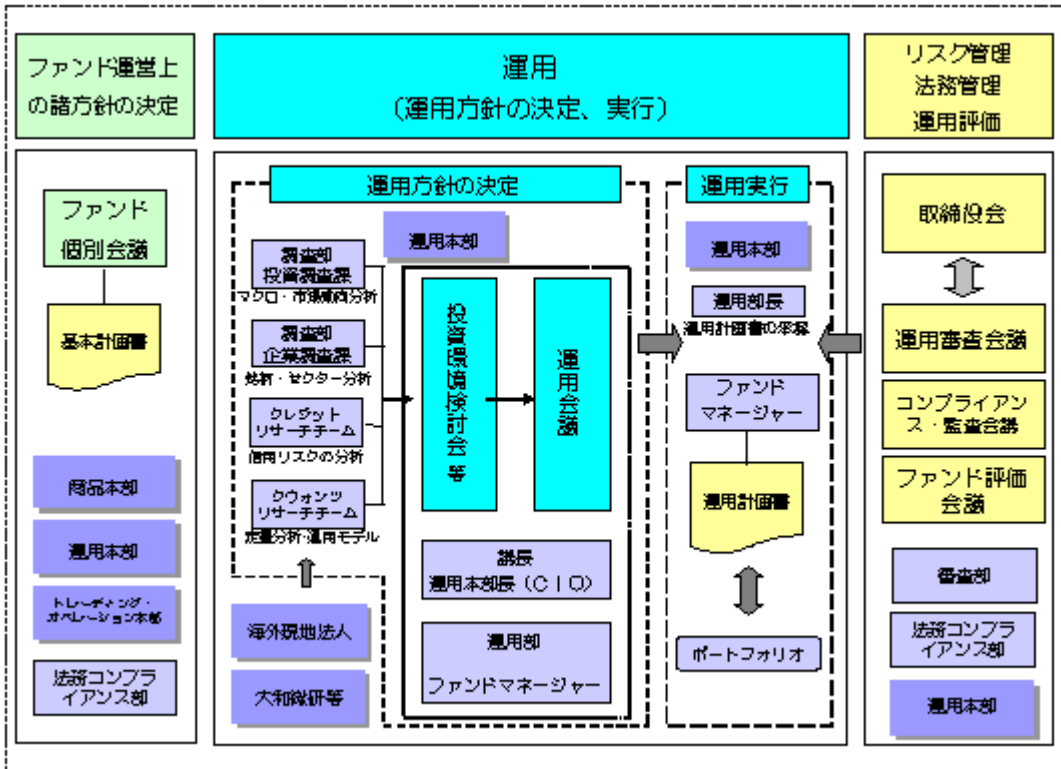 ファンド運営上
の諸方針の決定
運用
(運用方針の決定、実行)
リスク管理
法務管理
運用評価
ファンド
個別会議
基本計画書
商品本部
運用本部
トレーディング・
オペレーション本部
法務コンプラ
イアンス部
運用方針の決定
運用本部
調査部
投資調査課
マクロ・市場動向分析
調査部
企業調査課
銘柄・セクター分析
クレジット
リサーチチーム
信用リスクの分析
クウォンツ
リサーチチーム
定量分析・運用モデル
海外現地法人
大和総研等
投資環境検討会 等
運用会議
議長
運用本部長(CIO)
運用部
ファンドマネージャー
運用実行
運用本部
運用部長
運用計画書の承認
ファンド
マネージャー
運用計画書
ポートフォリオ
取締役会
運用審査会議
コンプライアン
ス・監査会議
ファンド評価
会議
審査部
法務コンプラ
イアンス部
運用本部